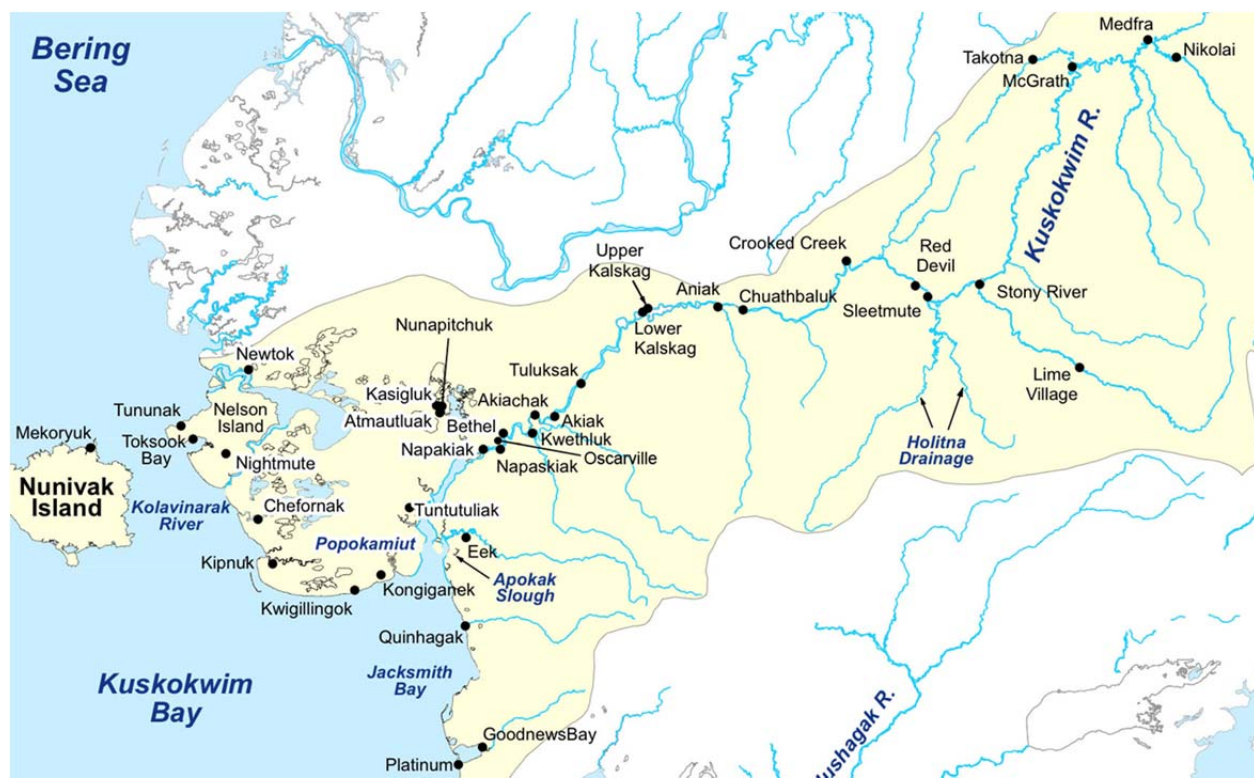 Bering
Sea
Medfra
Takotna
Nikolai
McGrath
Kuskokwim R.
Crooked Creek
Red
Devil
Upper
Kalskag
Aniak
Chuathbaluk
Sleetmute
Stony River
Lower
Kalskag
Nunapitchuk
Newtok
Tuluksak
Lime
Village
Kasigluk
Akiachak
Nelson
Island
Tununak
Atmautluak
Bethel
Akiak
Mekoryuk
Toksook
Bay
Kwethluk
Holitna
Drainage
Nightmute
Napakiak
Oscarville
Napaskiak
Nunivak
Island
Kolavinarak
River
Chefornak
Tuntutuliak
Popokamiut
Eek
Kipnuk
Kongiganek
Apokak
Slough
Kwigillingok
Quinhagak
Jacksmith
Bay
Kuskokwim
Bay
GoodnewsBay
Platinum
ushagak R.